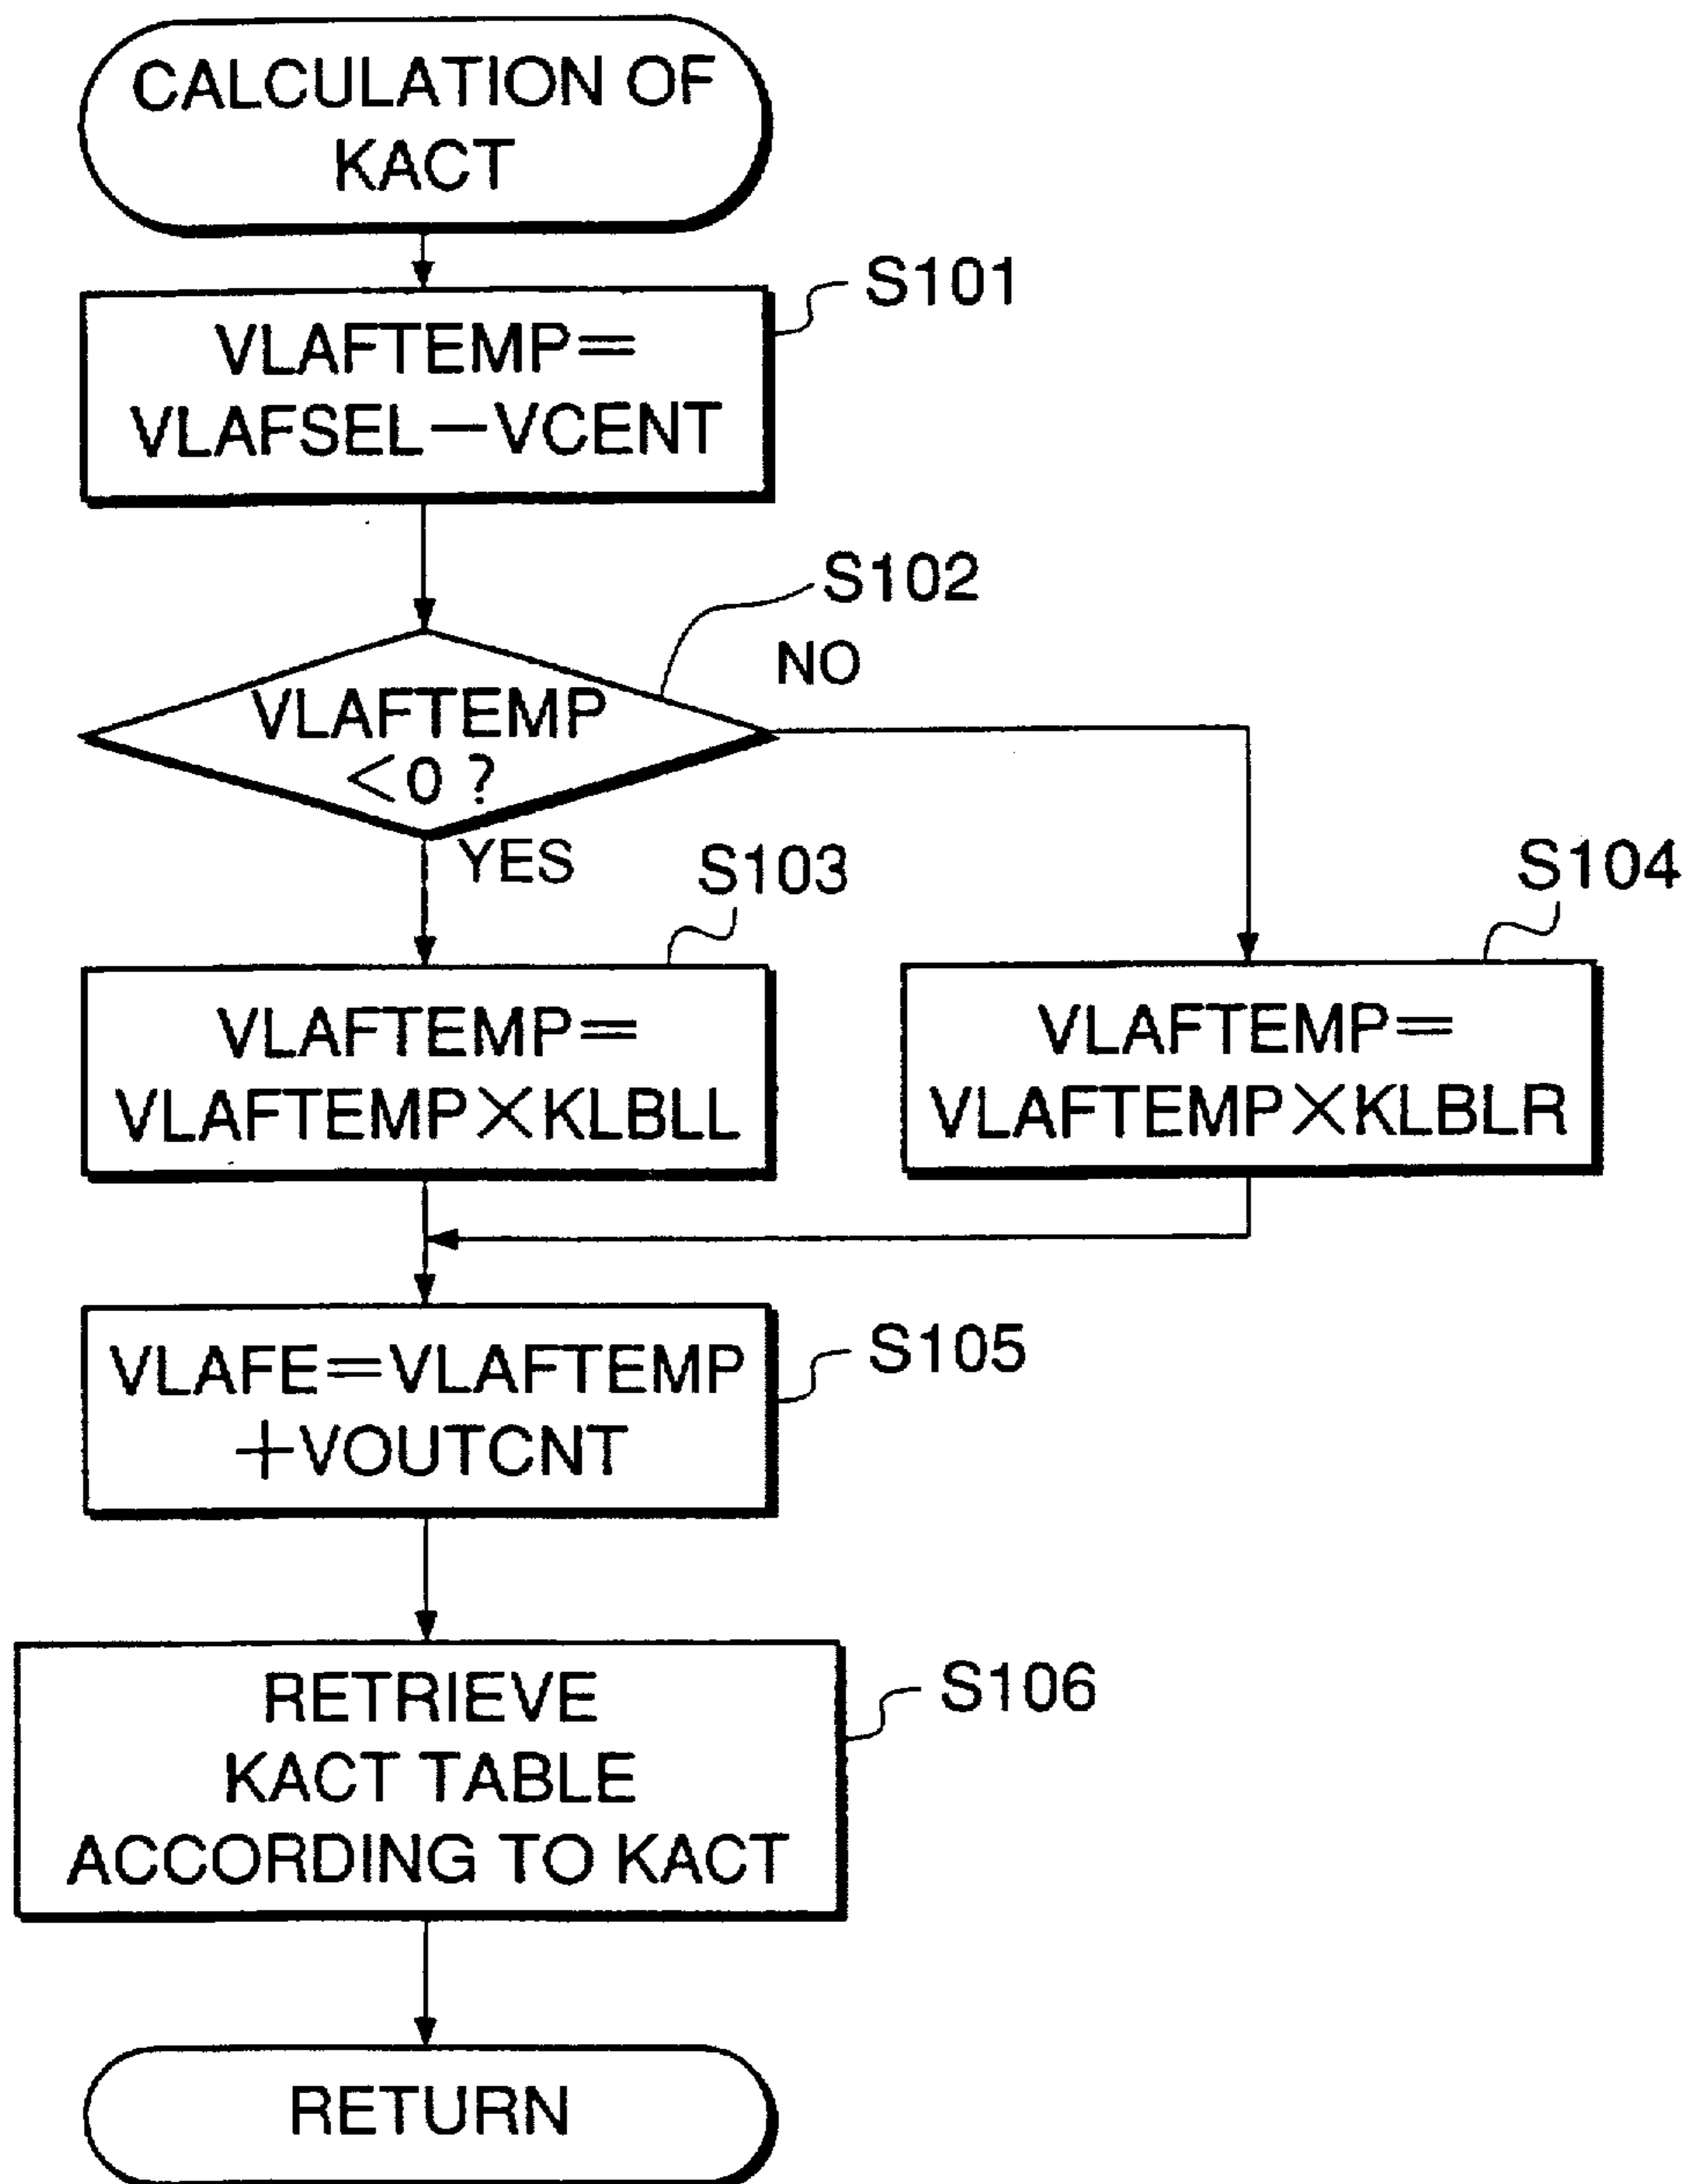 CALCULATION OF
KACT
S101
VLAFTEMP=
VLAFSEL-VCENT
S102
NO
VLAFTEMP
<0 ?
YES
S103
S104
VLAFTEMP=
VLAFTEMP×KLBLL
VLAFTEMP=
VLAFTEMP×KLBLR
S105
VLAFE=VLAFTEMP
+VOUTCNT
S106
RETRIEVE
KACT TABLE
ACCORDING TO KACT
RETURN